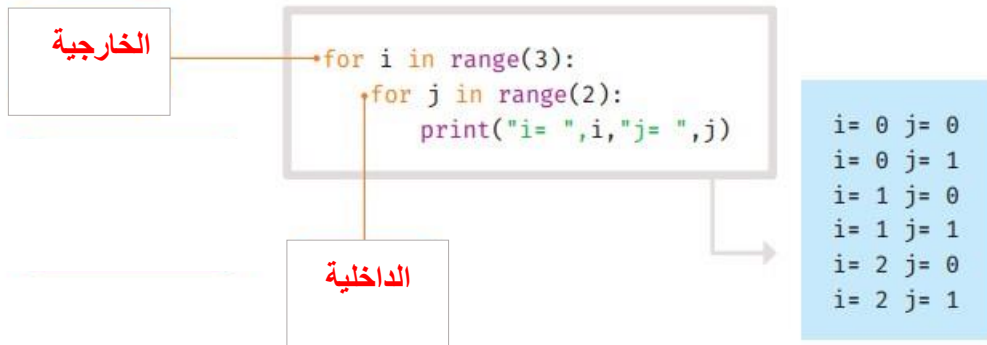 الخارجية
for i in range(3):
for j in range(2):
print("i= ",i,"j= ",j)
الداخلية
i= 0 j= 0
i= 0 j= 1
i= 1 j= 0
i= 1 j= 1
i= 2 j= 0
i= 2 j= 1